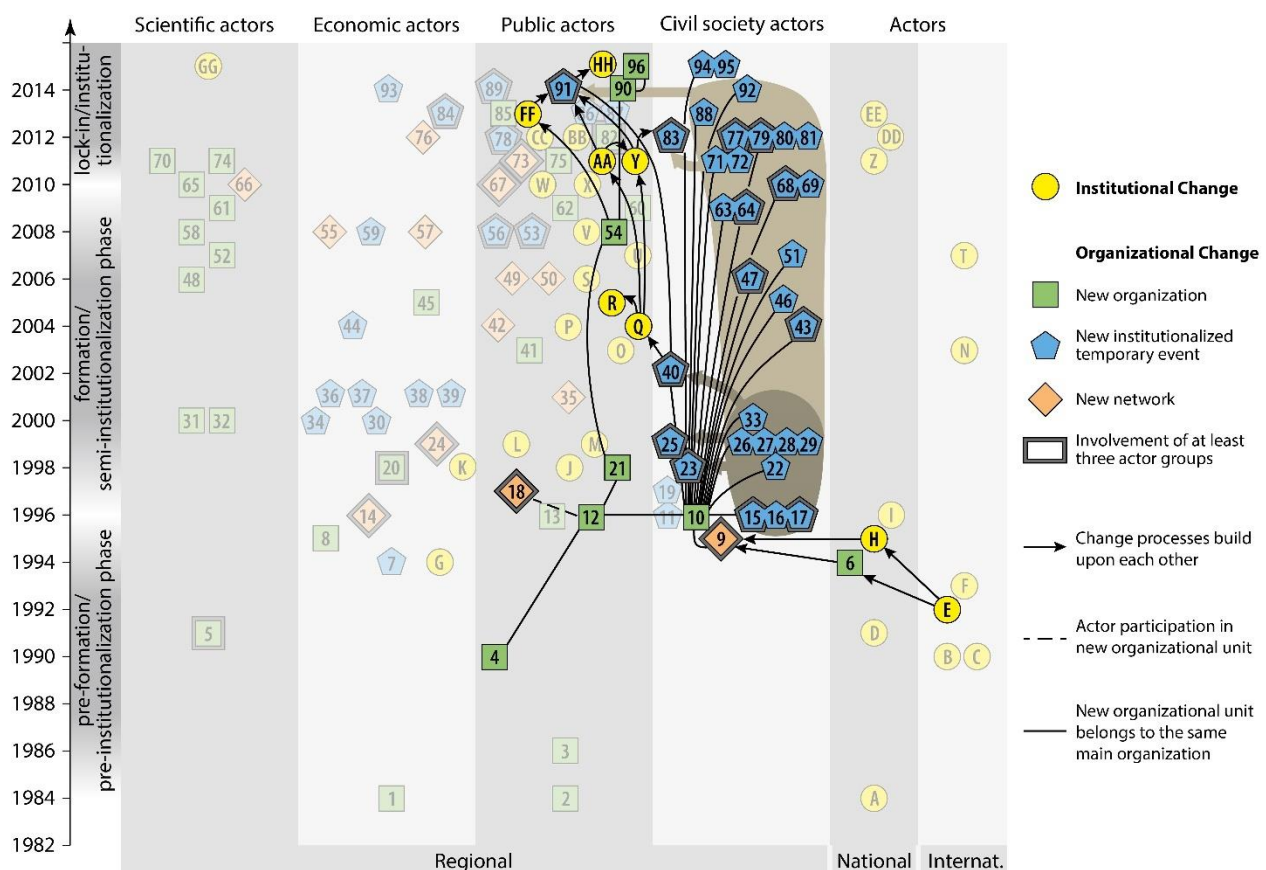 Scientific actors Economic actors Public actors Civil society actors Actors
lock-in/institu-
tionalization
formation/
semi-institutionalization phase
pre-formation/
pre-institutionalization phase
GG HH 96 94 95
2014 93 89 91 90 92
84 FF 85 88 EE
2012 76 78 CC BB 82 83 77 79 80 81 DD
70 74 73 75 AA Y 71 72 Z
2010 65 66 67 W X 68 69
61 62 60 63 64
2008 58 55 59 57 56 53 V 54
52 U 51 T
2006 48 49 50 S 47
45 R 46
2004 44 42 P Q 43
41 O N
2002 40
36 37 38 39 35
2000 31 32 34 30 33
24 L M 25 26 27 28 29
1998 20 K J 21 23 22
18 19
1996 14 13 12 11 10 15 16 17 I
8 9 H
1994 7 G 6
F
1992 E
5 D
1990 4 B C
1988
1986 3
1984 1 2 A
1982
Regional National Internat.
Institutional Change
Organizational Change
New organization
New institutionalized
temporary event
New network
Involvement of at least
three actor groups
Change processes build
upon each other
Actor participation in
new organizational unit
New organizational unit
belongs to the same
main organization